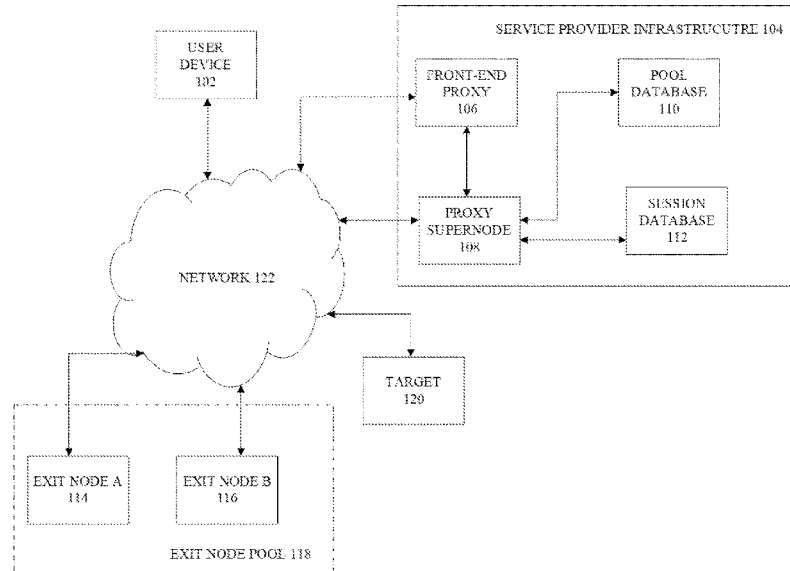 SERVICE PROVIDER INFRASTRUCUTRE 104
USER
DEVICE
102
FRONT-END
PROXY
106
POOL
DATABASE
110
PROXY
SUPERNODE
108
SESSION
DATABASE
112
NETWORK 122
TARGET
120
EXIT NODE A
114
EXIT NODE B
116
EXIT NODE POOL 118